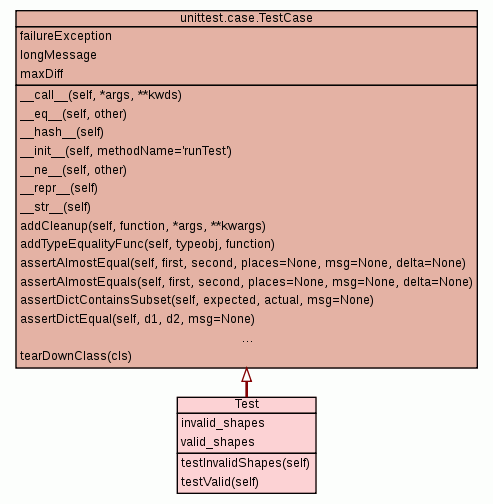 unittest.case.TestCase
failureException
longMessage
maxDiff
__call__(self, *args, **kwds)
__eq__(self, other)
__hash__(self)
__init__(self, methodName='runTest')
__ne__(self, other)
__repr__(self)
__str__(self)
addCleanup(self, function, *args, **kwargs)
addTypeEqualityFunc(self, typeobj, function)
assertAlmostEqual(self, first, second, places=None, msg=None, delta=None)
assertAlmostEquals(self, first, second, places=None, msg=None, delta=None)
assertDictContainsSubset(self, expected, actual, msg=None)
assertDictEqual(self, d1, d2, msg=None)
...
tearDownClass(cls)
Test
invalid_shapes
valid_shapes
testInvalidShapes(self)
testValid(self)